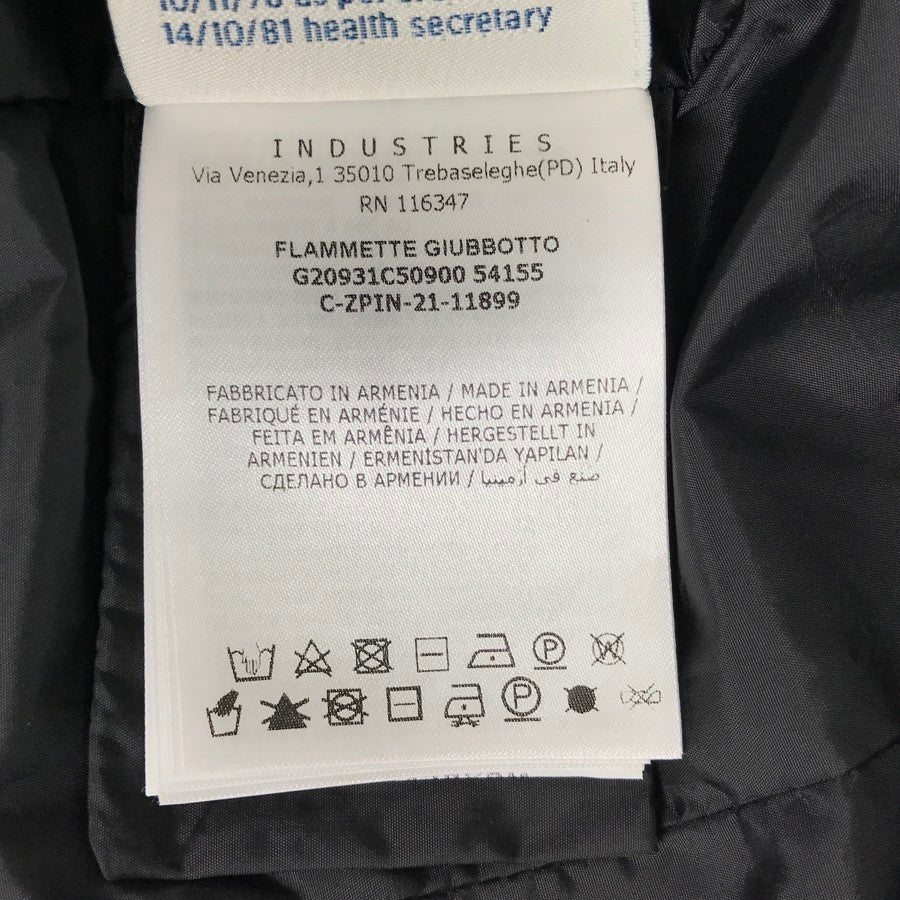 14/10/81 health secretary
INDUSTRIES
Via Venezia,1 35010 Trebaseleghe(PD) Italy
RN 116347
FLAMMETTE GIUBBOTTO
G20931C50900 54155
C-ZPIN-21-11899
FABBRICATO IN ARMENIA / MADE IN ARMENIA /
FABRIQUÉ EN ARMÉNIE / HECHO EN ARMENIA /
FEITA EM ARMÊNIA / HERGESTELLT IN
ARMENIEN / ERMENİSTAN'DA YAPILAN /
СДЕЛАНО В АРМЕНИИ / صنع في أرمينيا
P W
P